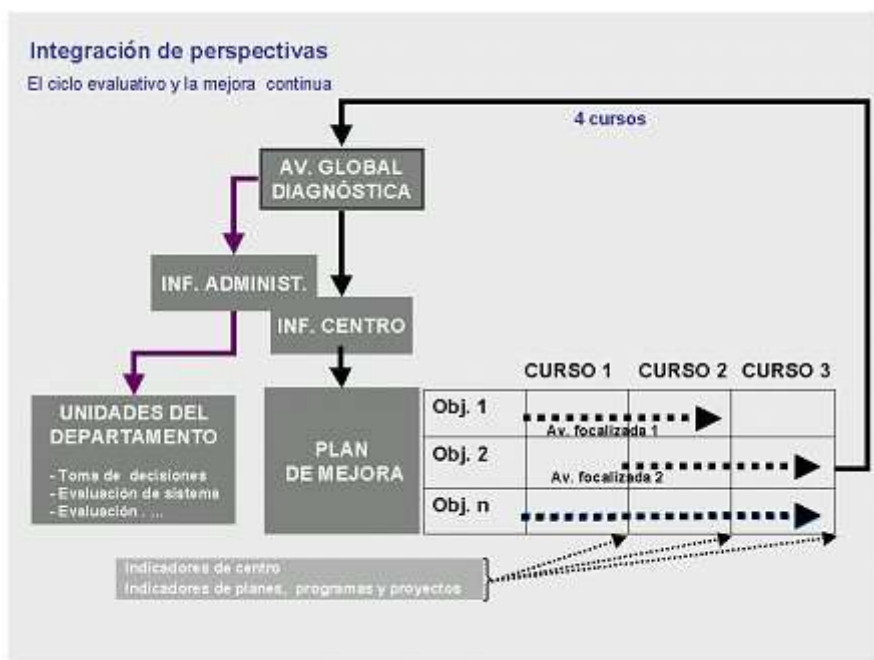 Integración de perspectivas
El ciclo evaluativo y la mejora continua
4 cursos
AV. GLOBAL
DIAGNÓSTICA
INF. ADMINIST.
INF. CENTRO
UNIDADES DEL
DEPARTAMENTO
- Toma de decisiones
- Evaluación de sistema
- Evaluación . ...
PLAN
DE MEJORA
CURSO 1 CURSO 2 CURSO 3
Obj. 1
Av. focalizada 1
Obj. 2
Av. focalizada 2
Obj. n
Indicadores de centro
Indicadores de planes, programas y proyectos